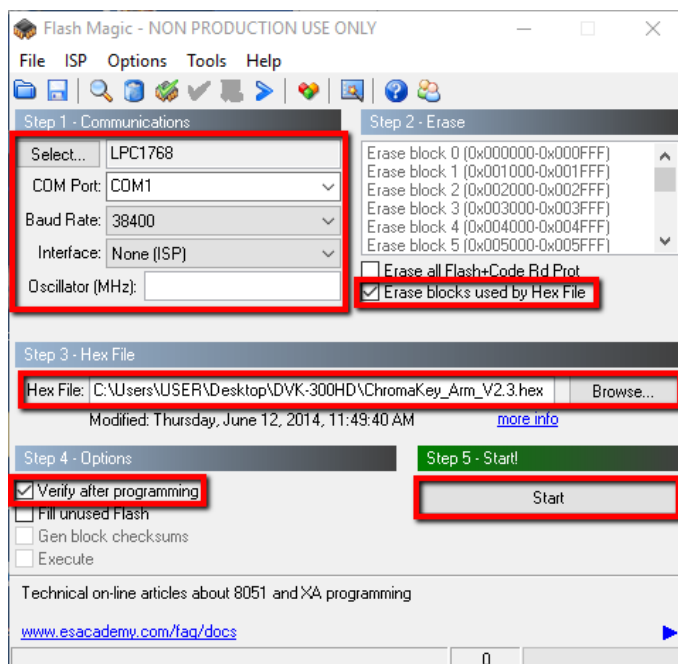 Flash Magic - NON PRODUCTION USE ONLY
File ISP Options Tools Help
Step 1 - Communications
Select... LPC1768
COM Port: COM1
Baud Rate: 38400
Interface: None (ISP)
Oscillator (MHz):
Step 2 - Erase
Erase block 0 (0x000000-0x000FFF)
Erase block 1 (0x001000-0x001FFF)
Erase block 2 (0x002000-0x002FFF)
Erase block 3 (0x003000-0x003FFF)
Erase block 4 (0x004000-0x004FFF)
Erase block 5 (0x005000-0x005FFF)
Erase all Flash+Code Rd Prot
Erase blocks used by Hex File
Step 3 - Hex File
Hex File: C:\Users\USER\Desktop\DVK-300HD\ChromaKey_Arm_V2.3.hex Browse...
Modified: Thursday, June 12, 2014, 11:49:40 AM more info
Step 4 - Options
Verify after programming
Fill unused Flash
Gen block checksums
Execute
Step 5 - Start!
Start
Technical on-line articles about 8051 and XA programming
www.esacademy.com/faq/docs
0